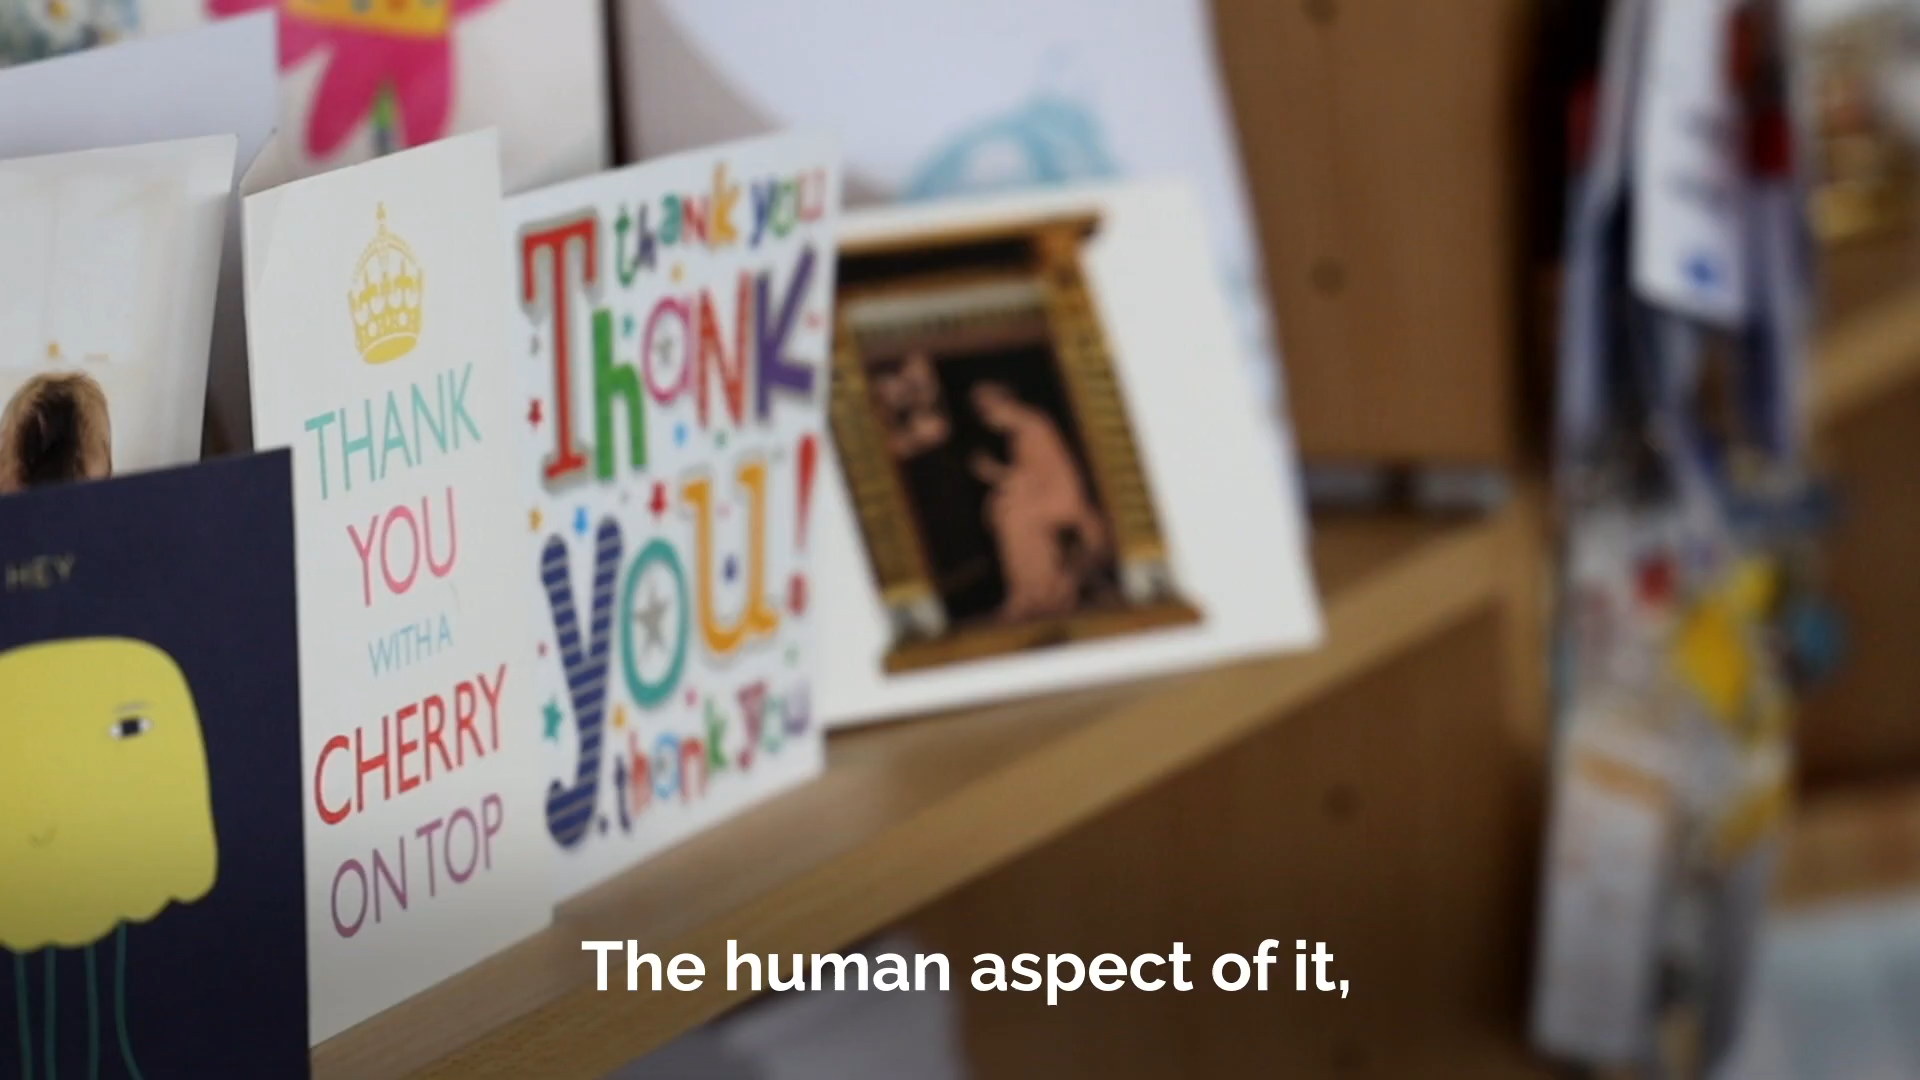 HEY
THANK
YOU
WITH A
CHERRY
ON TOP
thank you
Thank
you!
thank you
The human aspect of it,